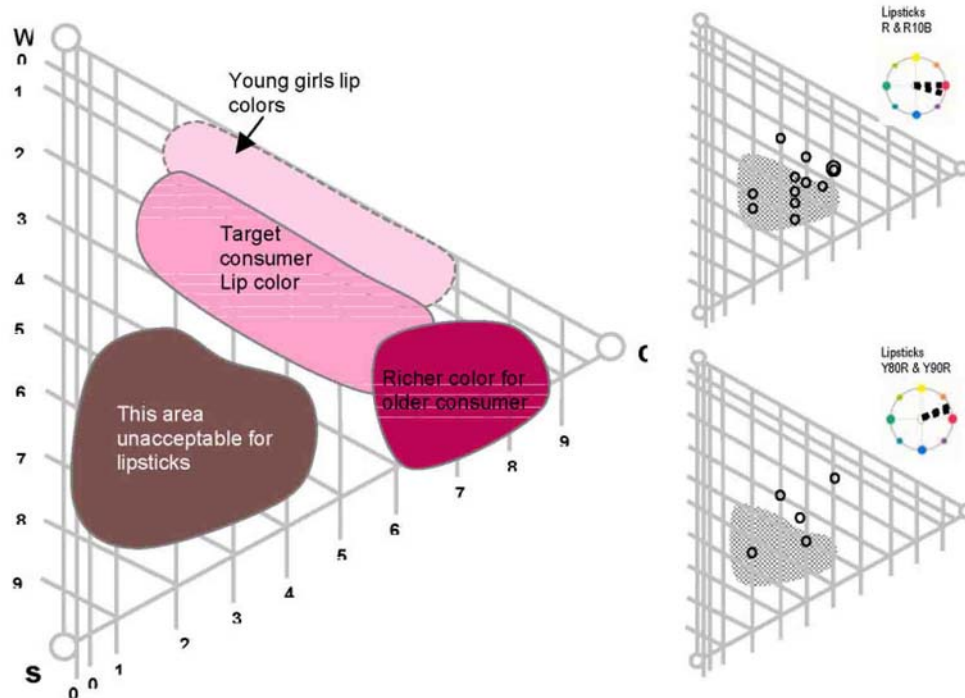 W
0
1
2
3
4
5
6
7
8
9
S
0
0
1
2
3
4
5
6
7
8
9
C
Young girls lip
colors
Target
consumer
Lip color
Richer color for
older consumer
This area
unacceptable for
lipsticks
Lipsticks
R & R10B
Lipsticks
Y80R & Y90R